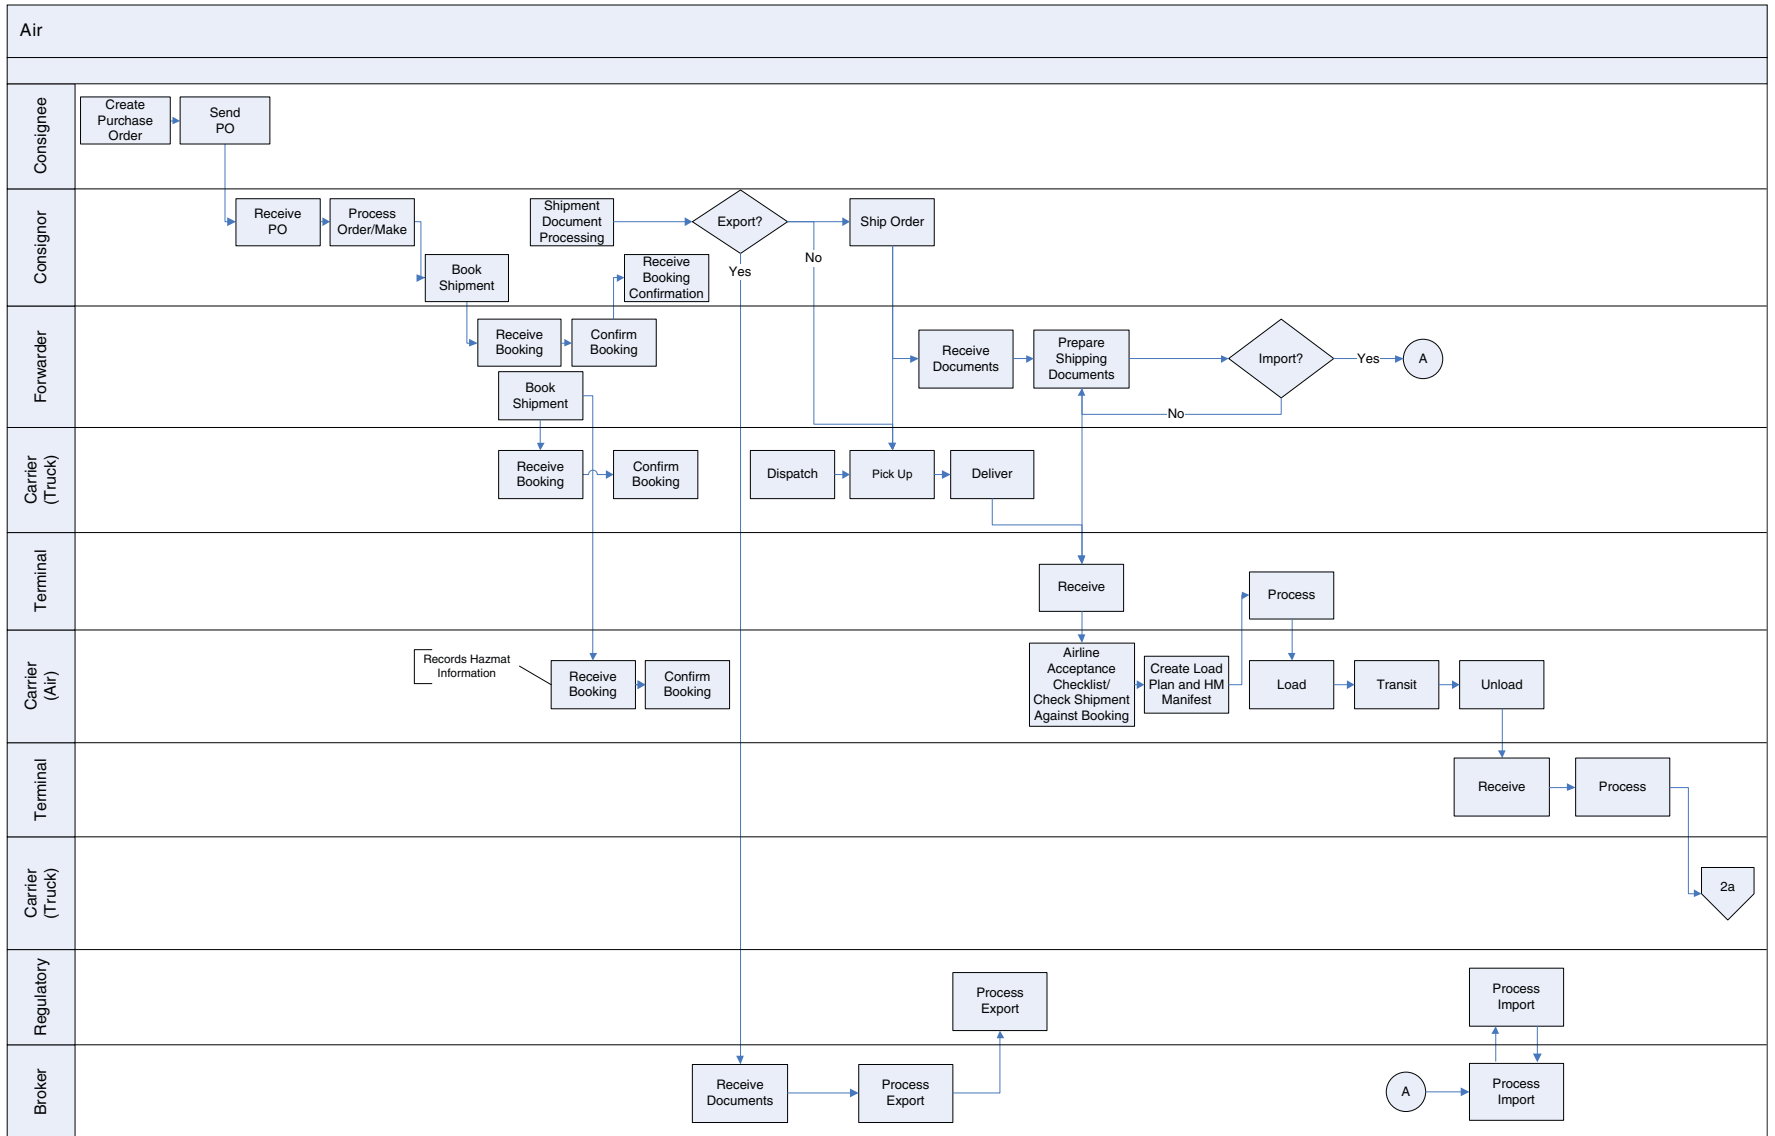 Air
Consignee
Create
Purchase
Order
Send
PO
Consignor
Receive
PO
Process
Order/Make
Book
Shipment
Shipment
Document
Processing
Receive
Booking
Confirmation
Export?
Yes
No
Ship Order
Forwarder
Receive
Booking
Confirm
Booking
Book
Shipment
Receive
Documents
Prepare
Shipping
Documents
Import?
Yes
A
No
Carrier
(Truck)
Receive
Booking
Confirm
Booking
Dispatch
Pick Up
Deliver
Terminal
Receive
Process
Carrier
(Air)
Records Hazmat
Information
Receive
Booking
Confirm
Booking
Airline
Acceptance
Checklist/
Check Shipment
Against Booking
Create Load
Plan and HM
Manifest
Load
Transit
Unload
Terminal
Receive
Process
Carrier
(Truck)
2a
Regulatory
Process
Export
Process
Import
Broker
Receive
Documents
Process
Export
A
Process
Import